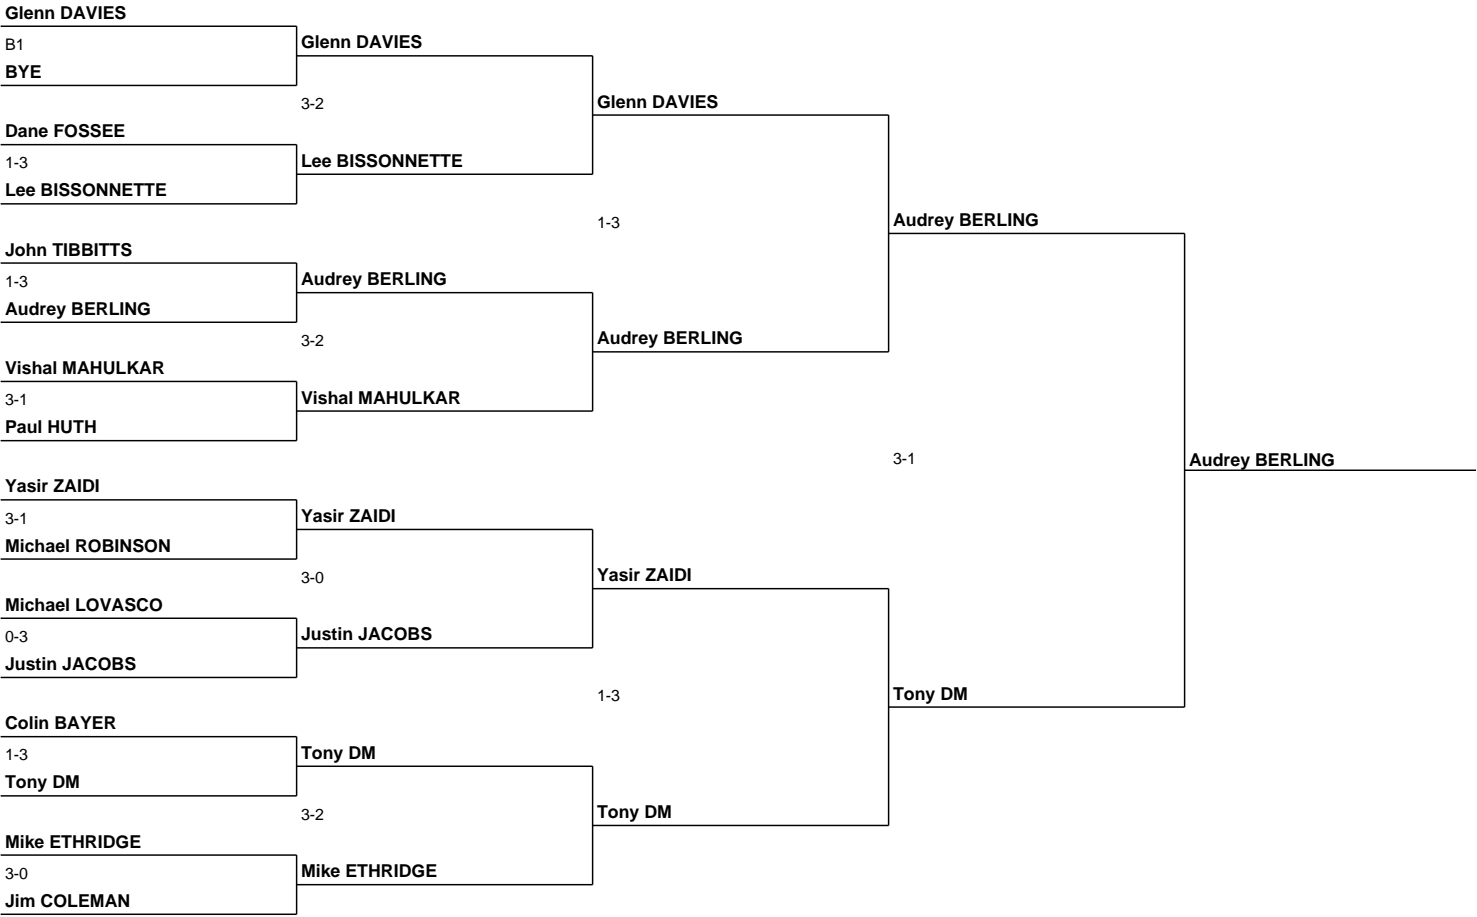 Glenn DAVIES
B1
BYE
Glenn DAVIES
3-2
Dane FOSSEE
1-3
Lee BISSONNETTE
Lee BISSONNETTE
Glenn DAVIES
1-3
John TIBBITTS
1-3
Audrey BERLING
Audrey BERLING
3-2
Vishal MAHULKAR
3-1
Paul HUTH
Vishal MAHULKAR
Audrey BERLING
Audrey BERLING
3-1
Audrey BERLING
Yasir ZAIDI
3-1
Michael ROBINSON
Yasir ZAIDI
3-0
Michael LOVASCO
0-3
Justin JACOBS
Justin JACOBS
Yasir ZAIDI
1-3
Tony DM
Colin BAYER
1-3
Tony DM
Tony DM
3-2
Mike ETHRIDGE
3-0
Jim COLEMAN
Mike ETHRIDGE
Tony DM